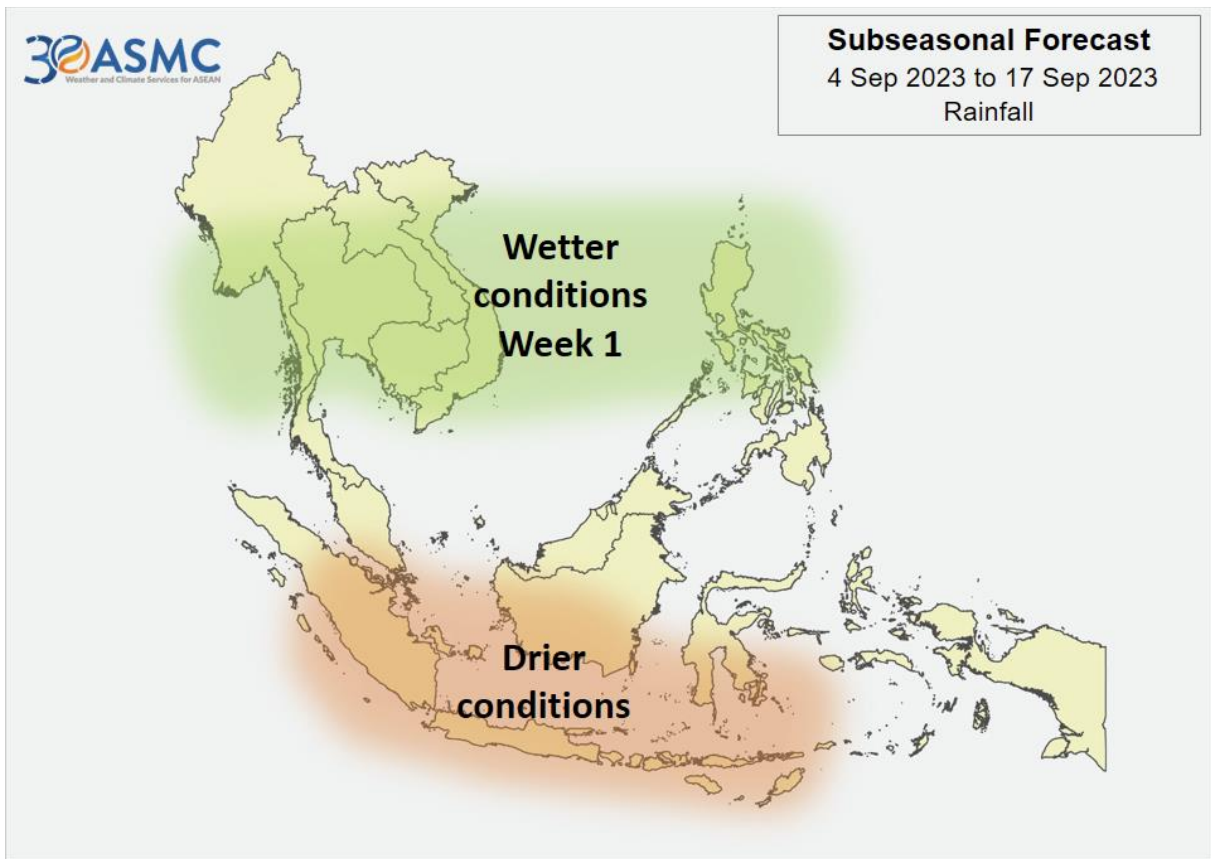 30 ASMC
Weather and Climate Services for ASEAN
Subseasonal Forecast
4 Sep 2023 to 17 Sep 2023
Rainfall
Wetter
conditions
Week 1
Drier
conditions